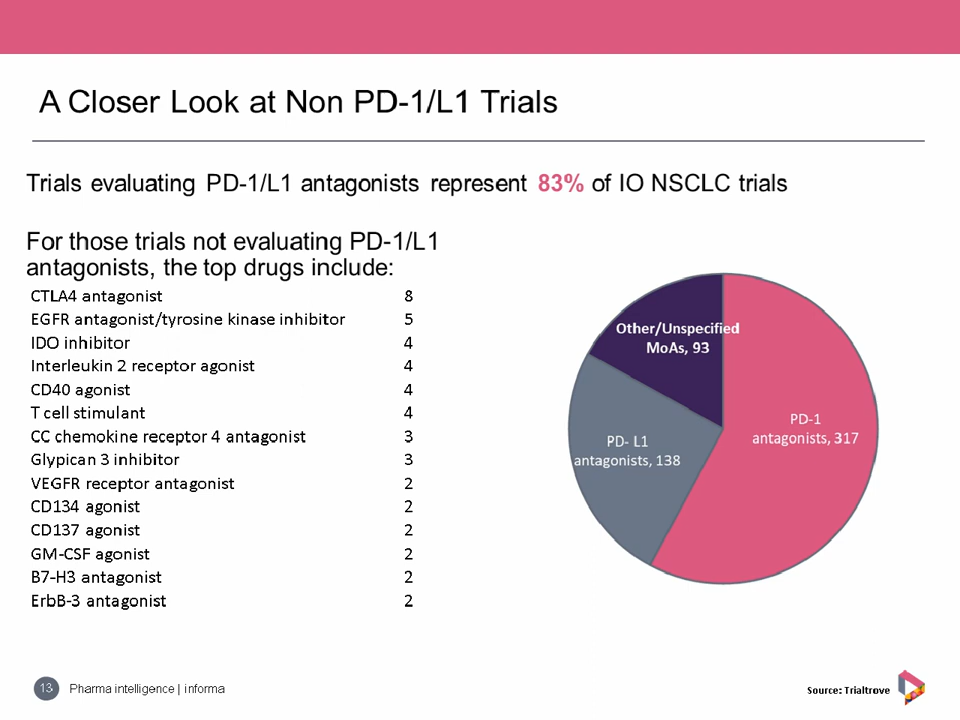 A Closer Look at Non PD-1/L1 Trials
Trials evaluating PD-1/L1 antagonists represent 83% of IO NSCLC trials
For those trials not evaluating PD-1/L1
antagonists, the top drugs include:
CTLA4 antagonist 8
EGFR antagonist/tyrosine kinase inhibitor 5
IDO inhibitor 4
Interleukin 2 receptor agonist 4
CD40 agonist 4
T cell stimulant 4
CC chemokine receptor 4 antagonist 3
Glypican 3 inhibitor 3
VEGFR receptor antagonist 2
CD134 agonist 2
CD137 agonist 2
GM-CSF agonist 2
B7-H3 antagonist 2
ErbB-3 antagonist 2
Other/Unspecified
MoAs, 93
PD-1
antagonists, 317
PD- L1
antagonists, 138
13 Pharma intelligence | informa
Source: Trialtrove